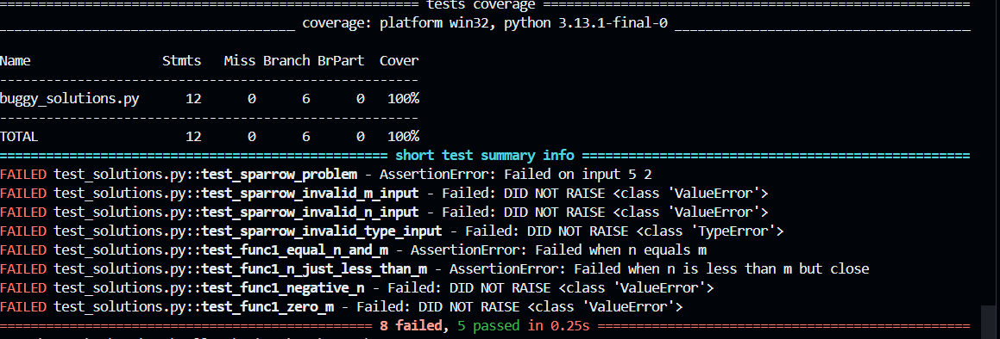 ====================================================== tests coverage =======================================================
______________________________________ coverage: platform win32, python 3.13.1-final-0 ______________________________________
Name                 Stmts   Miss Branch BrPart  Cover
------------------------------------------------------
buggy_solutions.py      12      0      6      0   100%
------------------------------------------------------
TOTAL                   12      0      6      0   100%
================================================== short test summary info ==================================================
FAILED test_solutions.py::test_sparrow_problem - AssertionError: Failed on input 5 2
FAILED test_solutions.py::test_sparrow_invalid_m_input - Failed: DID NOT RAISE <class 'ValueError'>
FAILED test_solutions.py::test_sparrow_invalid_n_input - Failed: DID NOT RAISE <class 'ValueError'>
FAILED test_solutions.py::test_sparrow_invalid_type_input - Failed: DID NOT RAISE <class 'TypeError'>
FAILED test_solutions.py::test_func1_equal_n_and_m - AssertionError: Failed when n equals m
FAILED test_solutions.py::test_func1_n_just_less_than_m - AssertionError: Failed when n is less than m but close
FAILED test_solutions.py::test_func1_negative_n - Failed: DID NOT RAISE <class 'ValueError'>
FAILED test_solutions.py::test_func1_zero_m - Failed: DID NOT RAISE <class 'ValueError'>
================================================ 8 failed, 5 passed in 0.25s ================================================